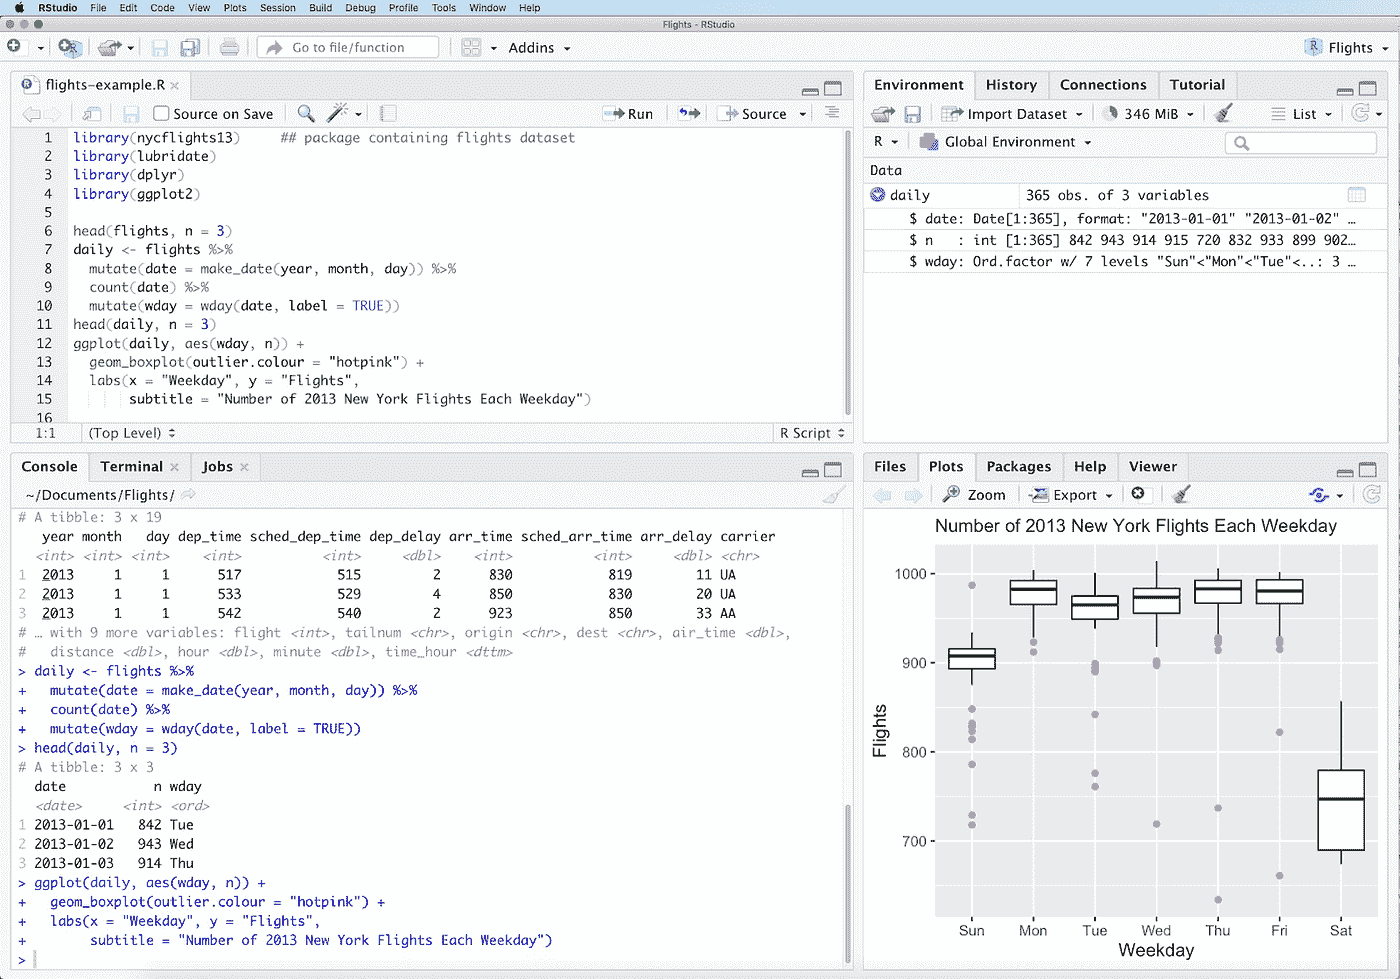 RStudio File Edit Code View Plots Session Build Debug Profile Tools Window Help
Flights - RStudio
Go to file/function Addins Flights
flights-example.R
Source on Save Run Source
1 library(nycflights13) ## package containing flights dataset
2 library(lubridate)
3 library(dplyr)
4 library(ggplot2)
5
6 head(flights, n = 3)
7 daily <- flights %>%
8 mutate(date = make_date(year, month, day)) %>%
9 count(date) %>%
10 mutate(wday = wday(date, label = TRUE))
11 head(daily, n = 3)
12 ggplot(daily, aes(wday, n)) +
13 geom_boxplot(outlier.colour = "hotpink") +
14 labs(x = "Weekday", y = "Flights",
15 subtitle = "Number of 2013 New York Flights Each Weekday")
16
1:1 (Top Level) R Script
Environment History Connections Tutorial
Import Dataset 346 MiB List
R Global Environment
Data
daily 365 obs. of 3 variables
$ date: Date[1:365], format: "2013-01-01" "2013-01-02" …
$ n : int [1:365] 842 943 914 915 720 832 933 899 902…
$ wday: Ord.factor w/ 7 levels "Sun"<"Mon"<"Tue"<..: 3 …
Console Terminal Jobs
~/Documents/Flights/
# A tibble: 3 x 19
year month day dep_time sched_dep_time dep_delay arr_time sched_arr_time arr_delay carrier
<int> <int> <int> <int> <int> <dbl> <int> <int> <dbl> <chr>
1 2013 1 1 517 515 2 830 819 11 UA
2 2013 1 1 533 529 4 850 830 20 UA
3 2013 1 1 542 540 2 923 850 33 AA
# … with 9 more variables: flight <int>, tailnum <chr>, origin <chr>, dest <chr>, air_time <dbl>,
# distance <dbl>, hour <dbl>, minute <dbl>, time_hour <dttm>
> daily <- flights %>%
+ mutate(date = make_date(year, month, day)) %>%
+ count(date) %>%
+ mutate(wday = wday(date, label = TRUE))
> head(daily, n = 3)
# A tibble: 3 x 3
date n wday
<date> <int> <ord>
1 2013-01-01 842 Tue
2 2013-01-02 943 Wed
3 2013-01-03 914 Thu
> ggplot(daily, aes(wday, n)) +
+ geom_boxplot(outlier.colour = "hotpink") +
+ labs(x = "Weekday", y = "Flights",
+ subtitle = "Number of 2013 New York Flights Each Weekday")
>
Files Plots Packages Help Viewer
Zoom Export
Number of 2013 New York Flights Each Weekday
1000
900
800
700
Flights
Sun Mon Tue Wed Thu Fri Sat
Weekday